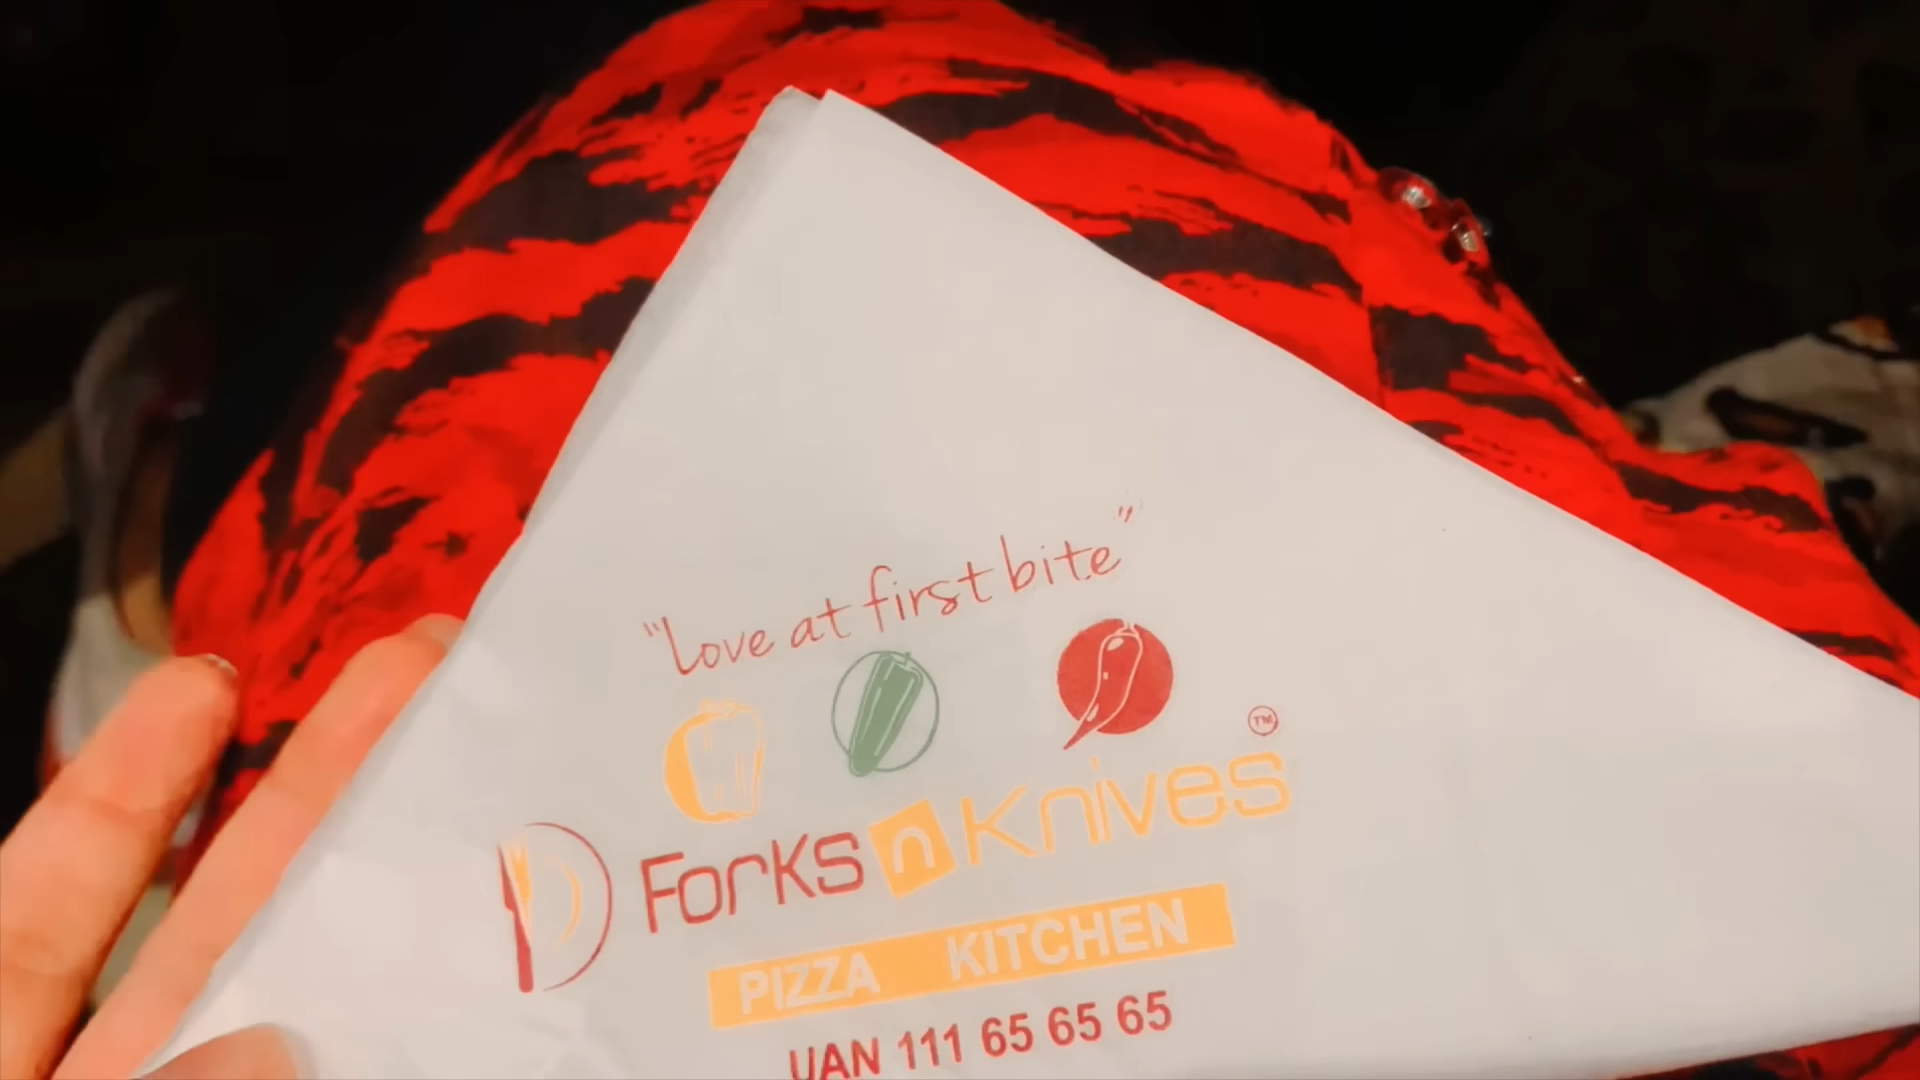 "Love at first bite"
TM
Forks n Knives
PIZZA KITCHEN
UAN 111 65 65 65